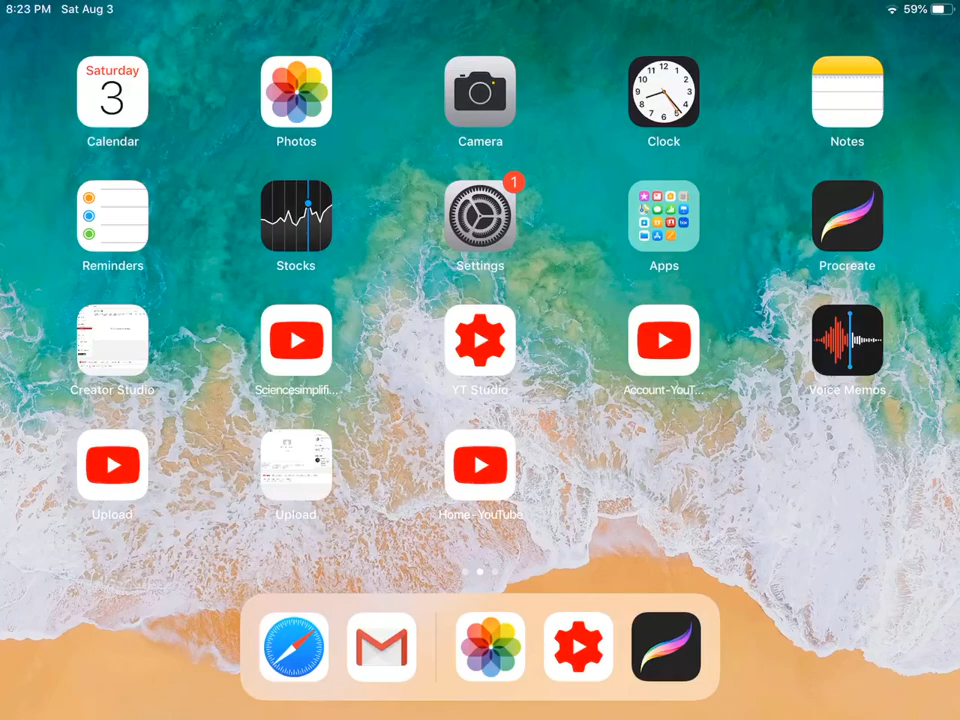 8:23 PM Sat Aug 3
59%
Saturday
3
Calendar
Photos
Camera
Clock
Notes
Reminders
Stocks
1
Settings
Apps
Procreate
Creator Studio
Sciencesimplifi...
YT Studio
Account-YouT...
Voice Memos
Upload
Upload
Home-YouTube